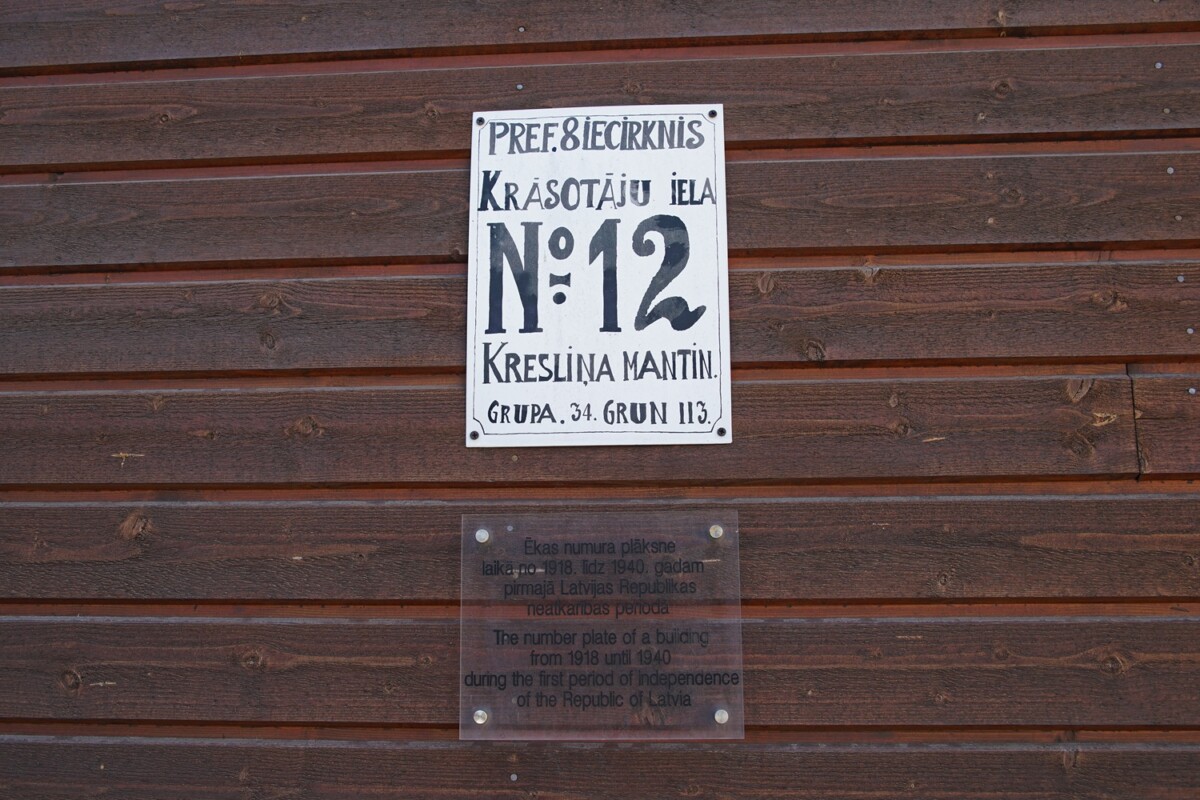 PREF. 8 IECIRKNIS
KRĀSOTĀJU IELA
No 12
KRESLIŅA MANTIN.
GRUPA. 34. GRUN 113.
Ēkas numura plāksne
laikā no 1918. līdz 1940. gadam
pirmajā Latvijas Republikas
neatkarības periodā
The number plate of a building
from 1918 until 1940
during the first period of independence
of the Republic of Latvia